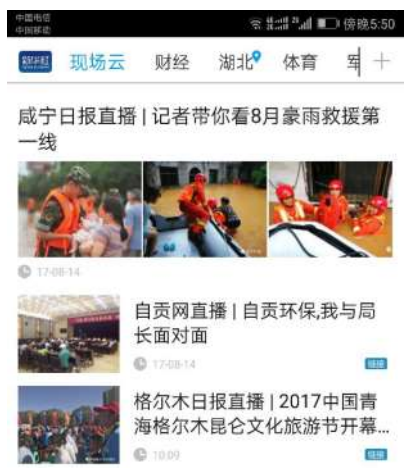 中国电信
中国移动
傍晚5:50
现场云 财经 湖北 体育
咸宁日报直播 | 记者带你看8月豪雨救援第
一线
17-08-14
自贡网直播 | 自贡环保,我与局
长面对面
17-08-14
格尔木日报直播 | 2017中国青
海格尔木昆仑文化旅游节开幕...
10:09